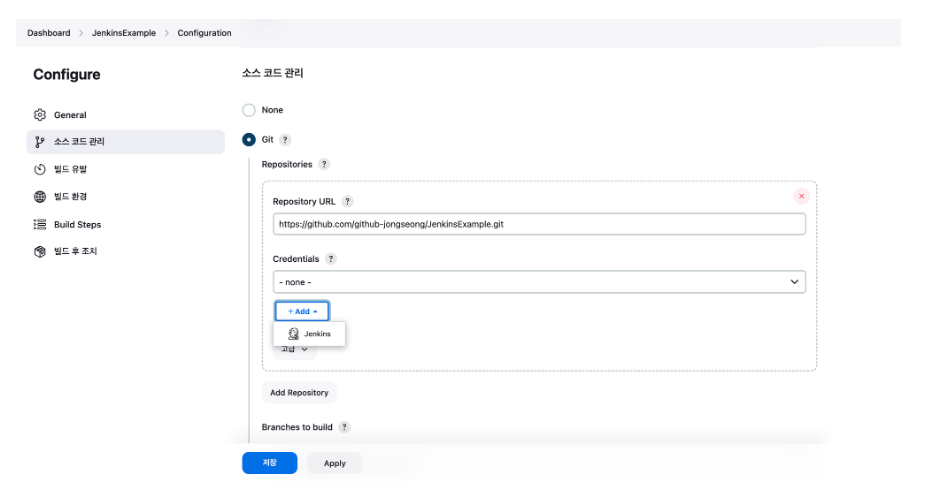 Dashboard > JenkinsExample > Configuration
Configure
General
소스 코드 관리
빌드 유발
빌드 환경
Build Steps
빌드 후 조치
소스 코드 관리
None
Git ?
Repositories ?
Repository URL ?
https://github.com/github-jongseong/JenkinsExample.git
Credentials ?
- none -
+ Add
Jenkins
고급
Add Repository
Branches to build ?
저장
Apply